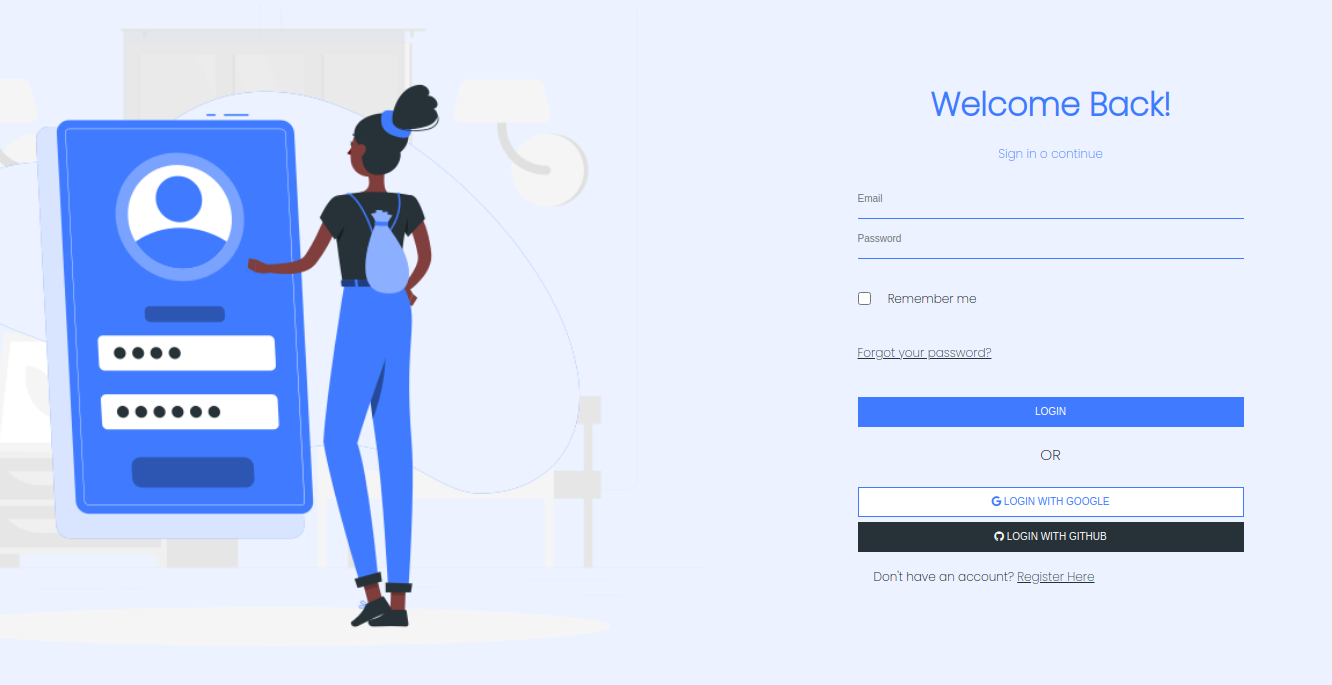 Welcome Back!
Sign in o continue
Email
Password
Remember me
Forgot your password?
LOGIN
OR
LOGIN WITH GOOGLE
LOGIN WITH GITHUB
Don't have an account? Register Here